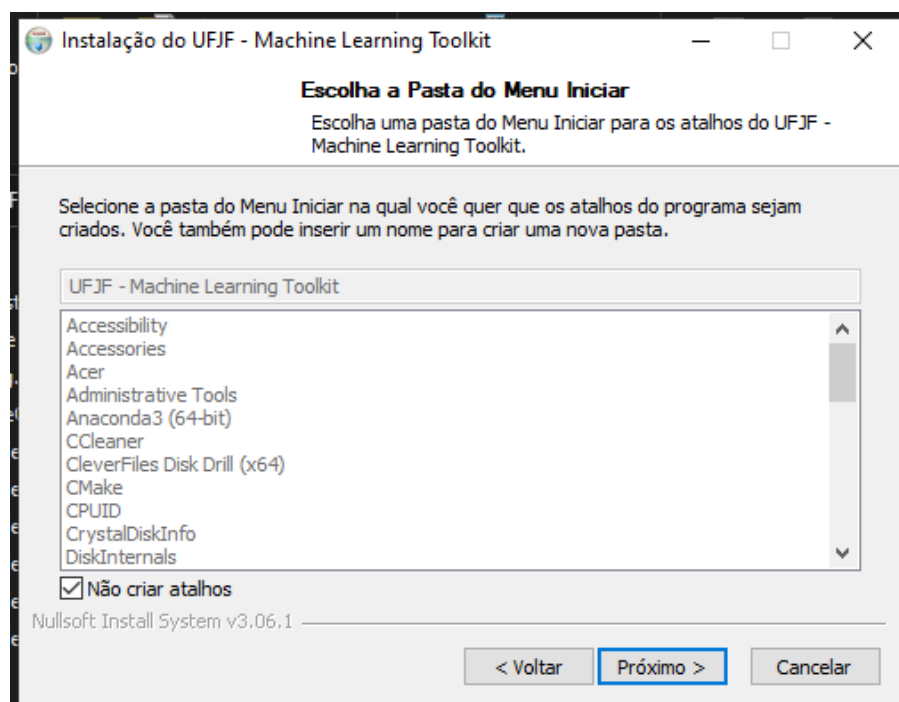 Instalação do UFJF - Machine Learning Toolkit
Escolha a Pasta do Menu Iniciar
Escolha uma pasta do Menu Iniciar para os atalhos do UFJF -
Machine Learning Toolkit.
Selecione a pasta do Menu Iniciar na qual você quer que os atalhos do programa sejam
criados. Você também pode inserir um nome para criar uma nova pasta.
UFJF - Machine Learning Toolkit
Accessibility
Accessories
Acer
Administrative Tools
Anaconda3 (64-bit)
CCleaner
CleverFiles Disk Drill (x64)
CMake
CPUID
CrystalDiskInfo
DiskInternals
Não criar atalhos
Nullsoft Install System v3.06.1
< Voltar
Próximo >
Cancelar